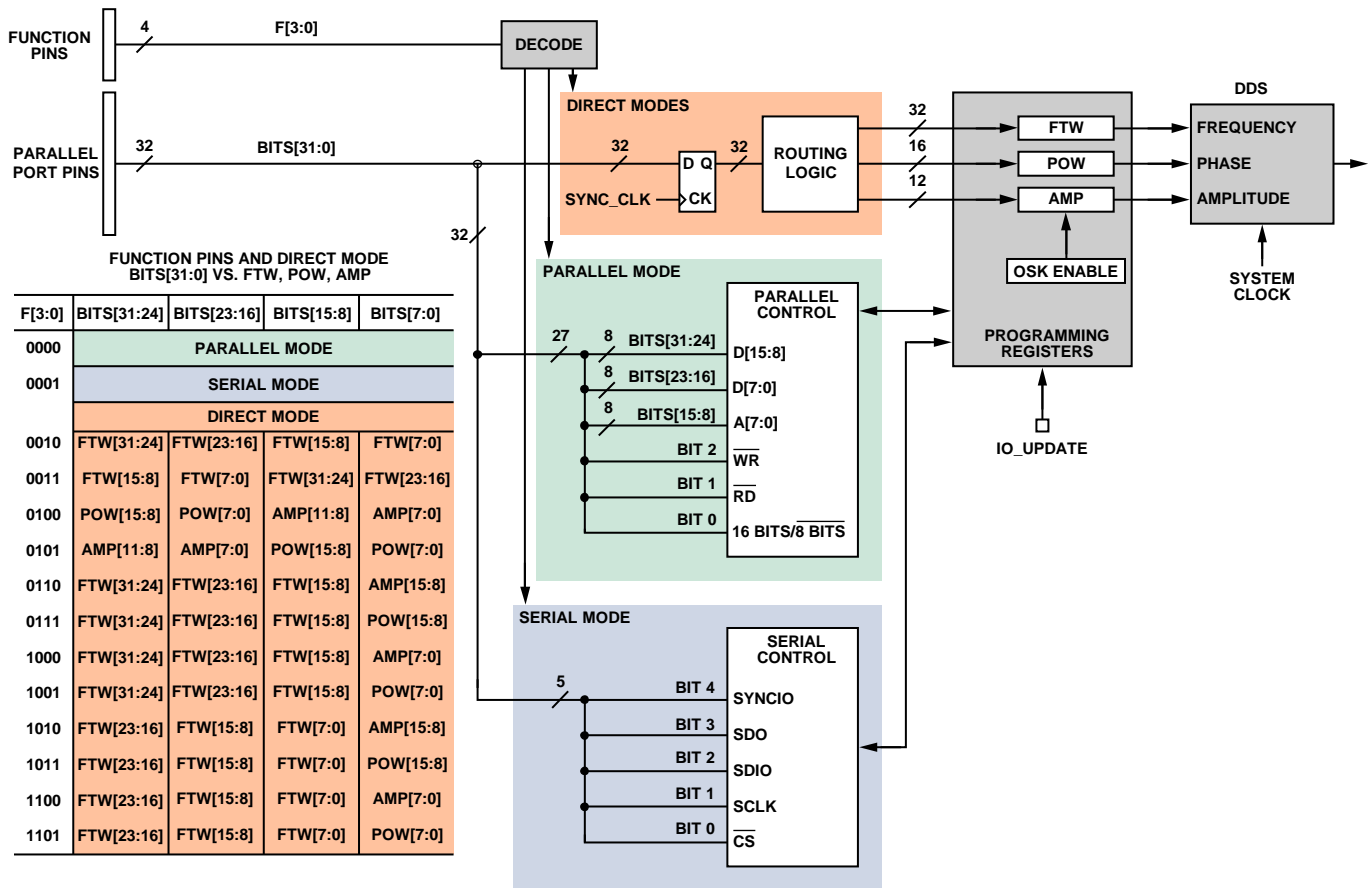 FUNCTION
PINS
4
F[3:0]
DECODE
PARALLEL
PORT PINS
32
BITS[31:0]
32
DIRECT MODES
32
D Q
CK
SYNC_CLK
32
ROUTING
LOGIC
32
16
12
FTW
POW
AMP
OSK ENABLE
PROGRAMMING
REGISTERS
IO_UPDATE
DDS
FREQUENCY
PHASE
AMPLITUDE
SYSTEM
CLOCK
FUNCTION PINS AND DIRECT MODE
BITS[31:0] VS. FTW, POW, AMP
F[3:0] BITS[31:24] BITS[23:16] BITS[15:8] BITS[7:0]
0000 PARALLEL MODE
0001 SERIAL MODE
DIRECT MODE
0010 FTW[31:24] FTW[23:16] FTW[15:8] FTW[7:0]
0011 FTW[15:8] FTW[7:0] FTW[31:24] FTW[23:16]
0100 POW[15:8] POW[7:0] AMP[11:8] AMP[7:0]
0101 AMP[11:8] AMP[7:0] POW[15:8] POW[7:0]
0110 FTW[31:24] FTW[23:16] FTW[15:8] AMP[15:8]
0111 FTW[31:24] FTW[23:16] FTW[15:8] POW[15:8]
1000 FTW[31:24] FTW[23:16] FTW[15:8] AMP[7:0]
1001 FTW[31:24] FTW[23:16] FTW[15:8] POW[7:0]
1010 FTW[23:16] FTW[15:8] FTW[7:0] AMP[15:8]
1011 FTW[23:16] FTW[15:8] FTW[7:0] POW[15:8]
1100 FTW[23:16] FTW[15:8] FTW[7:0] AMP[7:0]
1101 FTW[23:16] FTW[15:8] FTW[7:0] POW[7:0]
PARALLEL MODE
PARALLEL
CONTROL
27
8 BITS[31:24] D[15:8]
8 BITS[23:16] D[7:0]
8 BITS[15:8] A[7:0]
BIT 2 WR
BIT 1 RD
BIT 0 16 BITS/8 BITS
SERIAL MODE
SERIAL
CONTROL
5
BIT 4 SYNCIO
BIT 3 SDO
BIT 2 SDIO
BIT 1 SCLK
BIT 0 CS